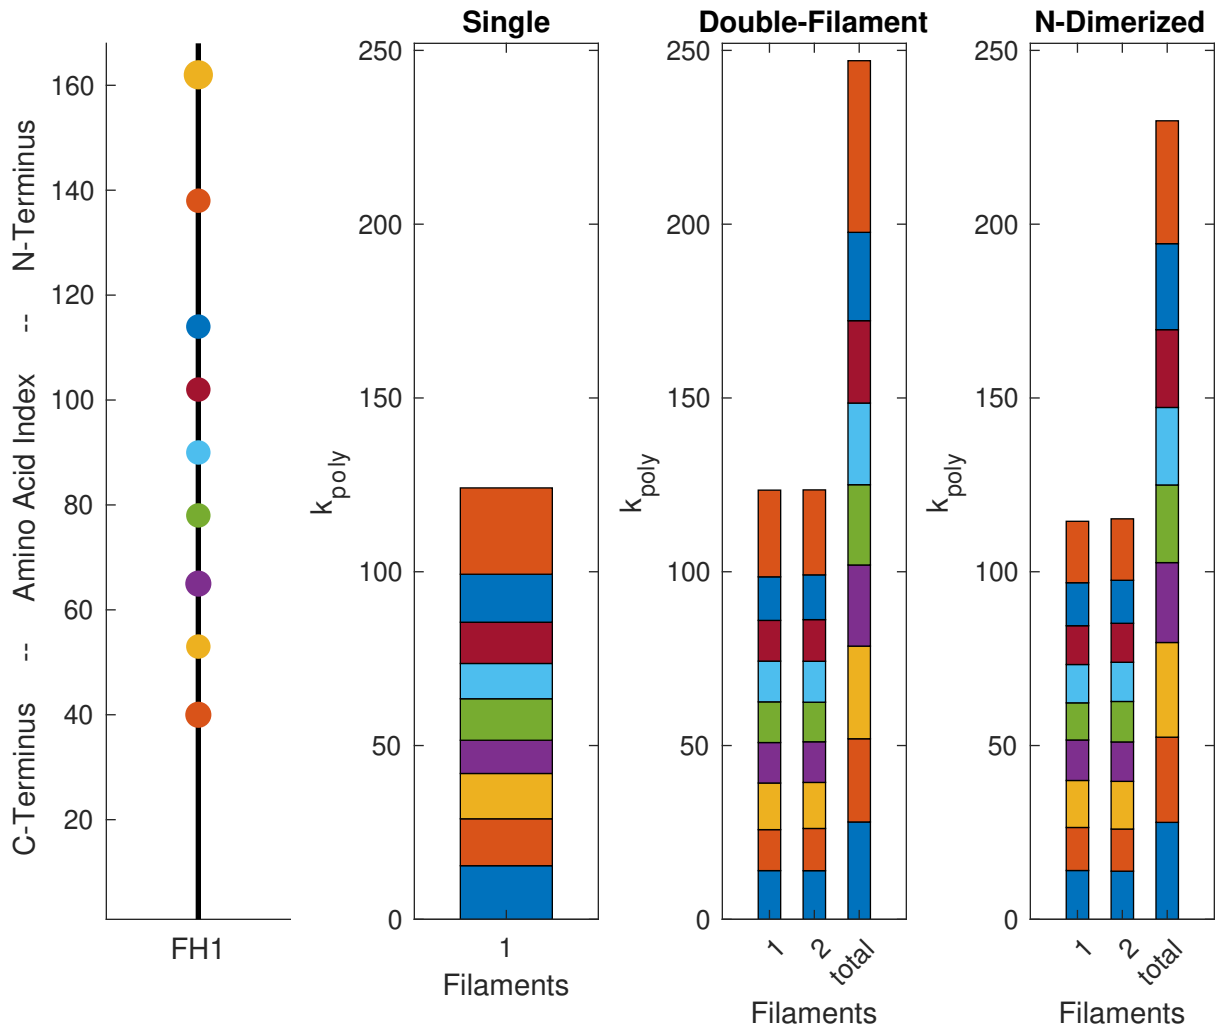 Single
Double-Filament
N-Dimerized
C-Terminus -- Amino Acid Index -- N-Terminus
160
140
120
100
80
60
40
20
FH1
k_poly
250
200
150
100
50
0
1
Filaments
k_poly
250
200
150
100
50
0
1
2
total
Filaments
k_poly
250
200
150
100
50
0
1
2
total
Filaments